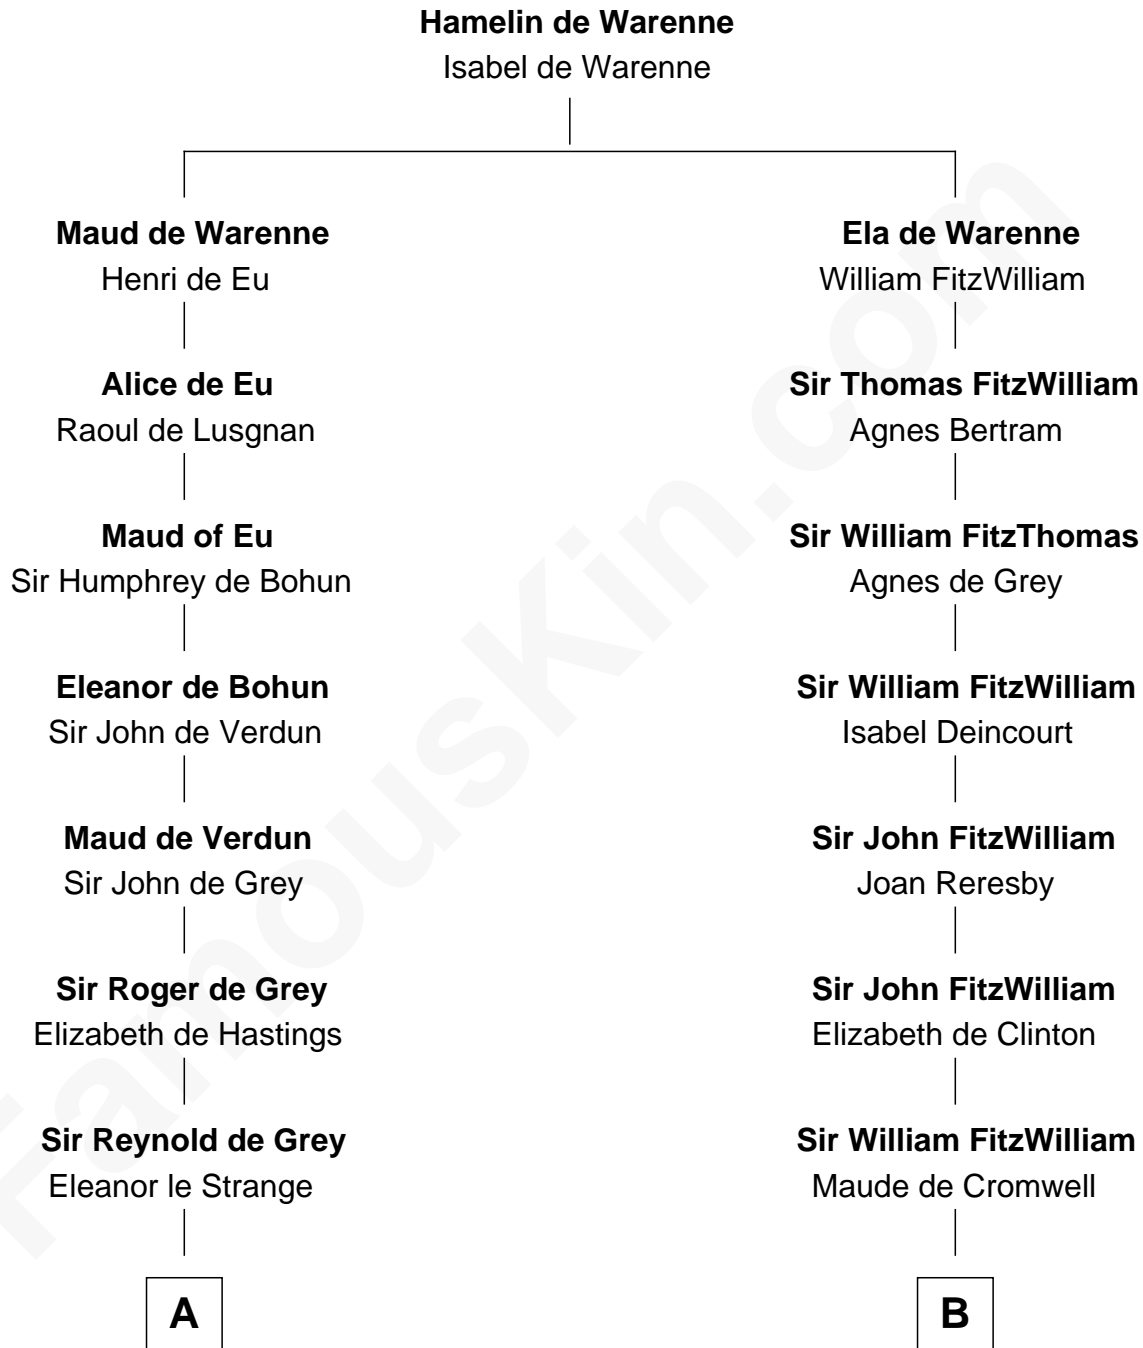 Hamelin de Warenne
Isabel de Warenne
Maud de Warenne
Henri de Eu
Ela de Warenne
William FitzWilliam
Alice de Eu
Raoul de Lusgnan
Sir Thomas FitzWilliam
Agnes Bertram
Maud of Eu
Sir Humphrey de Bohun
Sir William FitzThomas
Agnes de Grey
Eleanor de Bohun
Sir John de Verdun
Sir William FitzWilliam
Isabel Deincourt
Maud de Verdun
Sir John de Grey
Sir John FitzWilliam
Joan Reresby
Sir Roger de Grey
Elizabeth de Hastings
Sir John FitzWilliam
Elizabeth de Clinton
Sir Reynold de Grey
Eleanor le Strange
Sir William FitzWilliam
Maude de Cromwell
A
B
FamousKin.com